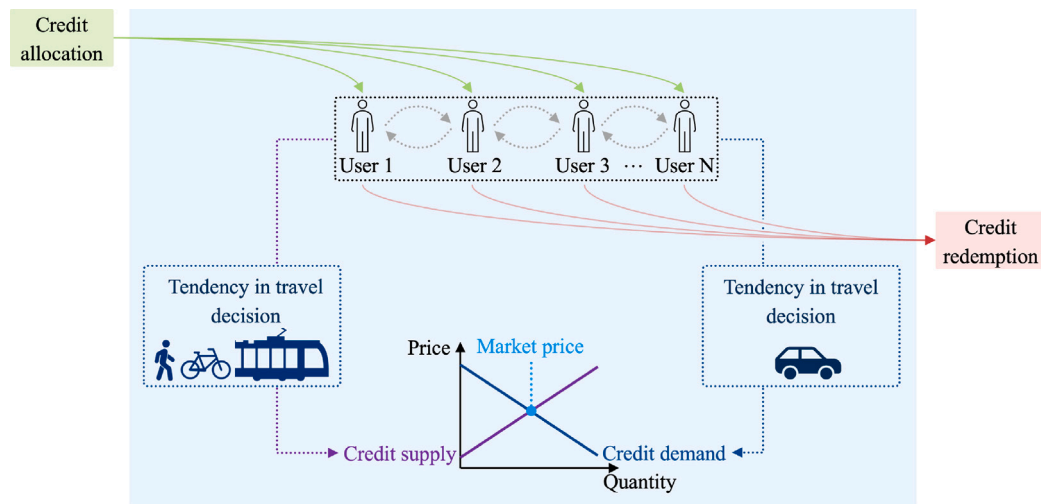 Credit
allocation
User 1
User 2
User 3
...
User N
Credit
redemption
Tendency in travel
decision
Tendency in travel
decision
Price
Market price
Credit supply
Credit demand
Quantity